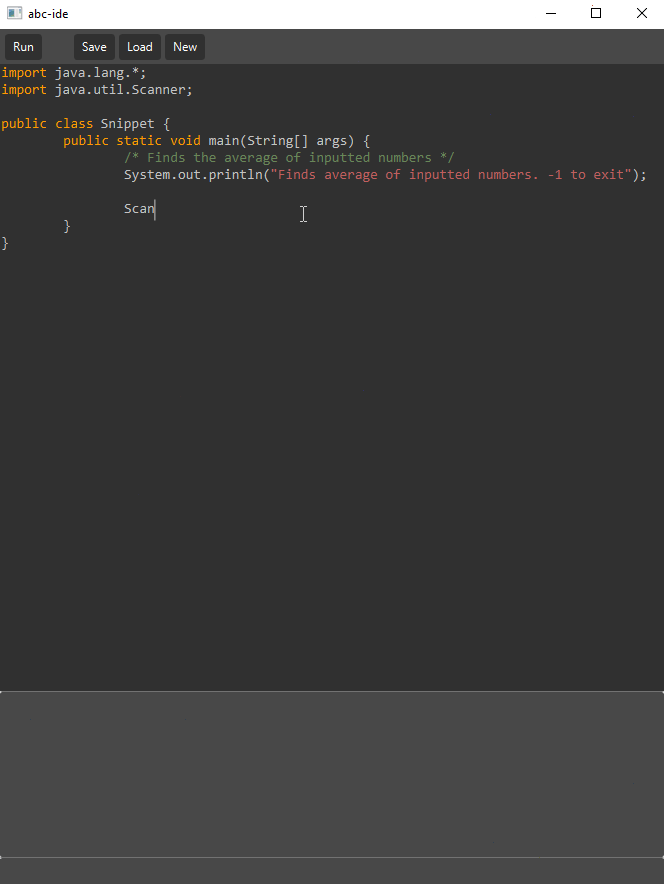 abc-ide
Run Save Load New
import java.lang.*;
import java.util.Scanner;
public class Snippet {
public static void main(String[] args) {
/* Finds the average of inputted numbers */
System.out.println("Finds average of inputted numbers. -1 to exit");
Scan
}
}